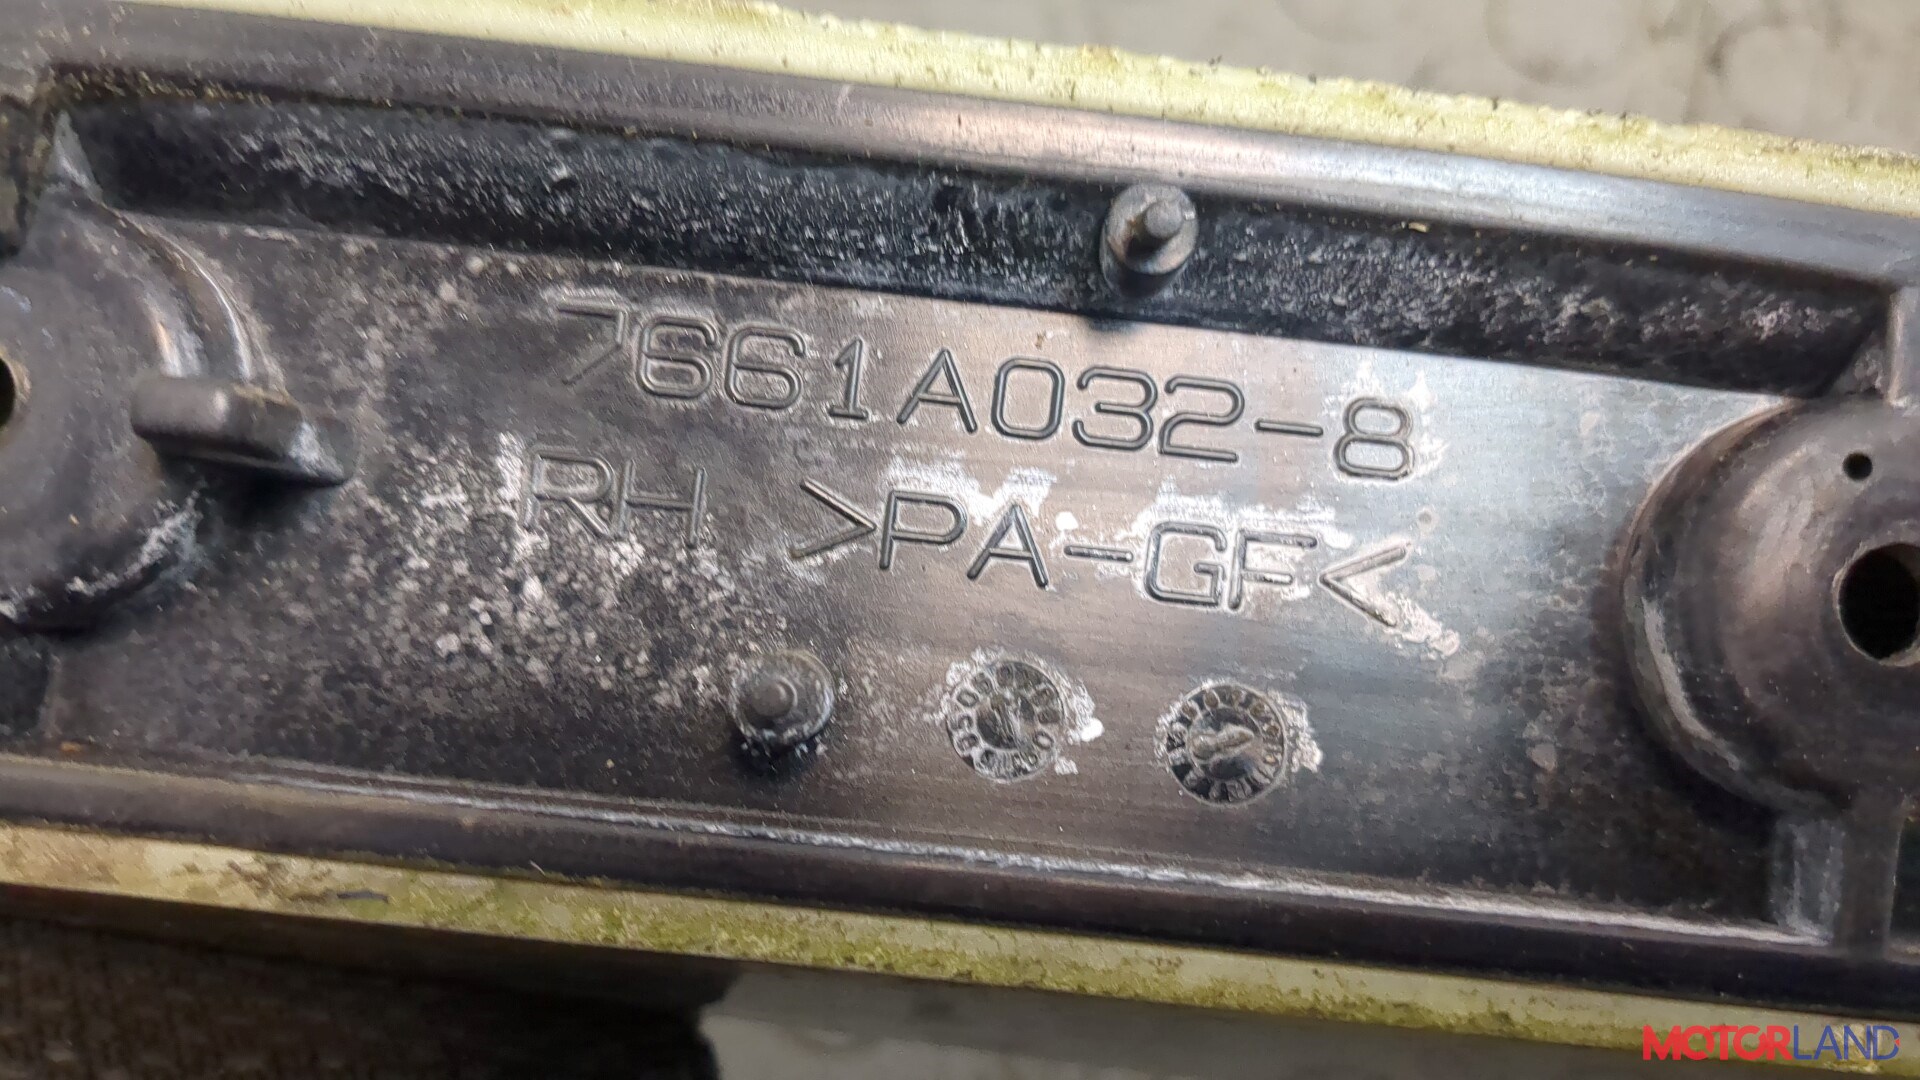 7661A032-8
RH >PA-GF<
MOTORLAND